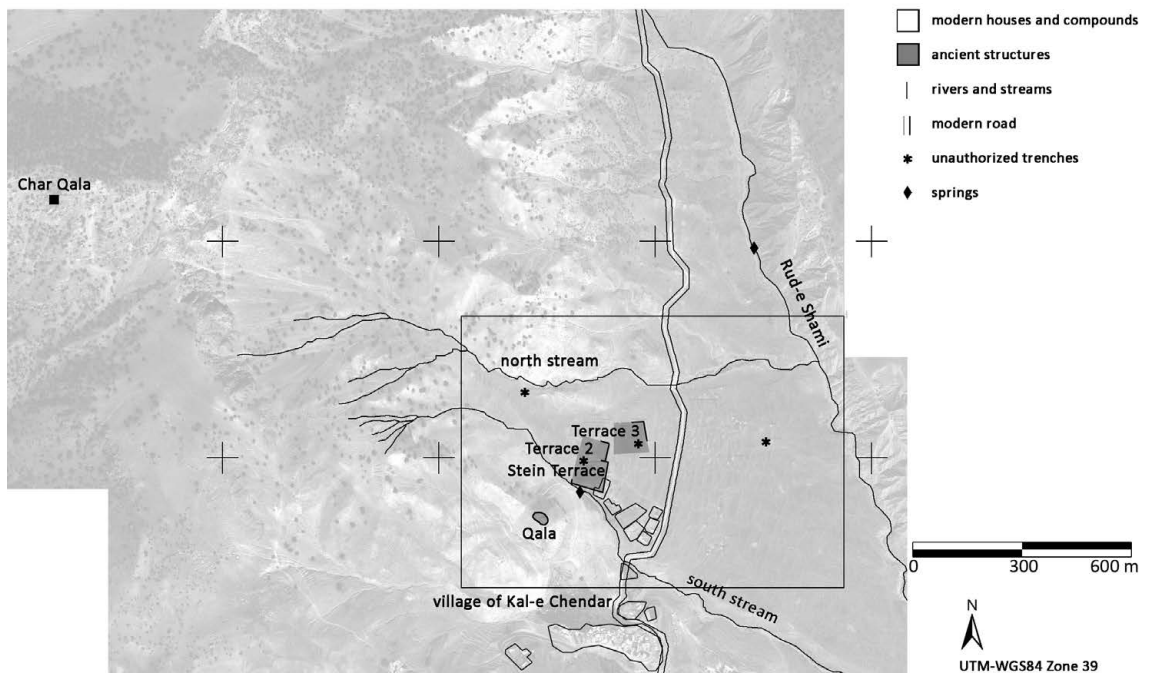 modern houses and compounds
ancient structures
rivers and streams
modern road
unauthorized trenches
springs
Char Qala
Rud-e Shami
north stream
Terrace 3
Terrace 2
Stein Terrace
Qala
south stream
village of Kal-e Chendar
0 300 600 m
N
UTM-WGS84 Zone 39